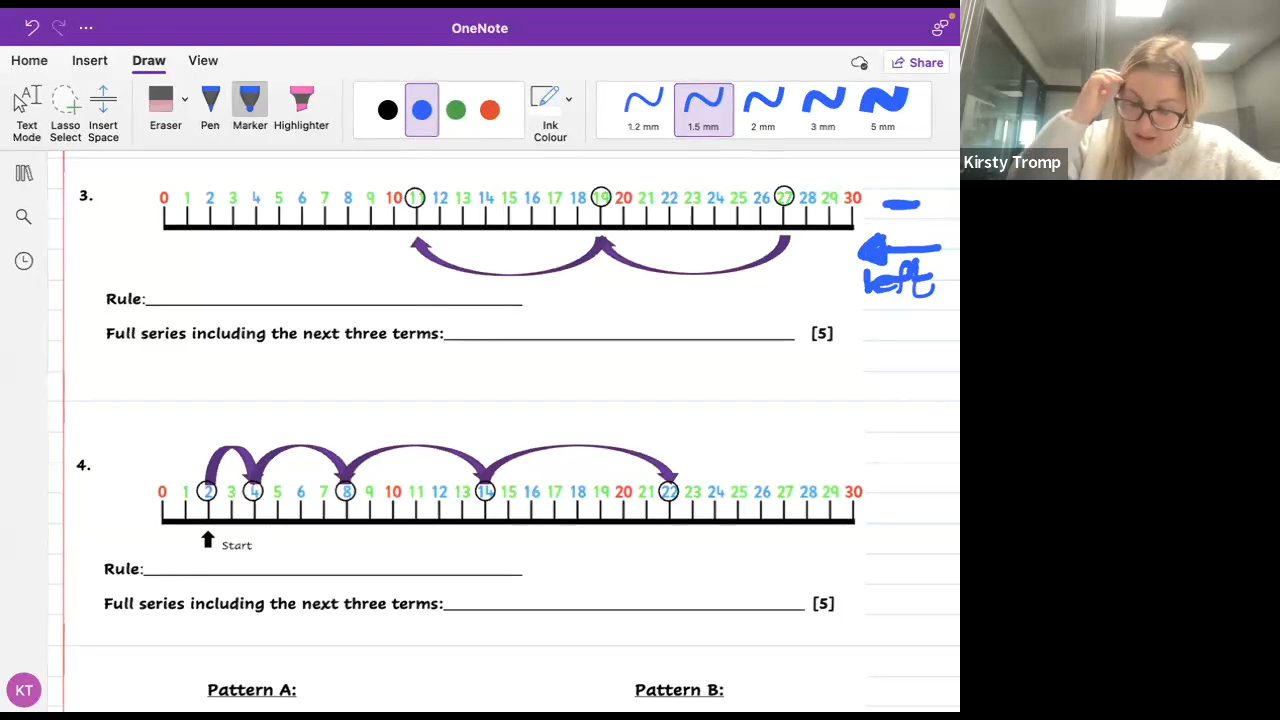 OneNote
Home Insert Draw View
Share
Text Mode
Lasso Select
Insert Space
Eraser
Pen
Marker
Highlighter
Ink Colour
1.2 mm
1.5 mm
2 mm
3 mm
5 mm
Kirsty Tromp
3.
0 1 2 3 4 5 6 7 8 9 10 11 12 13 14 15 16 17 18 19 20 21 22 23 24 25 26 27 28 29 30
left
Rule:
Full series including the next three terms: [5]
4.
0 1 2 3 4 5 6 7 8 9 10 11 12 13 14 15 16 17 18 19 20 21 22 23 24 25 26 27 28 29 30
Start
Rule:
Full series including the next three terms: [5]
KT
Pattern A: Pattern B: